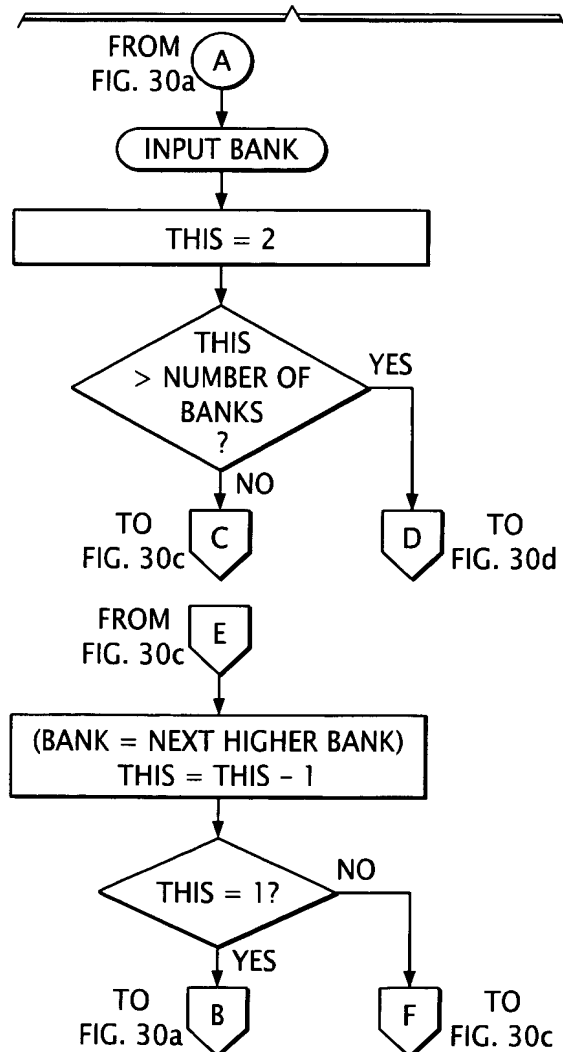 FROM
FIG. 30a
A
INPUT BANK
THIS = 2
THIS
> NUMBER OF
BANKS
?
YES
NO
TO
FIG. 30c
C
D
TO
FIG. 30d
FROM
FIG. 30c
E
(BANK = NEXT HIGHER BANK)
THIS = THIS - 1
THIS = 1?
NO
YES
TO
FIG. 30a
B
F
TO
FIG. 30c